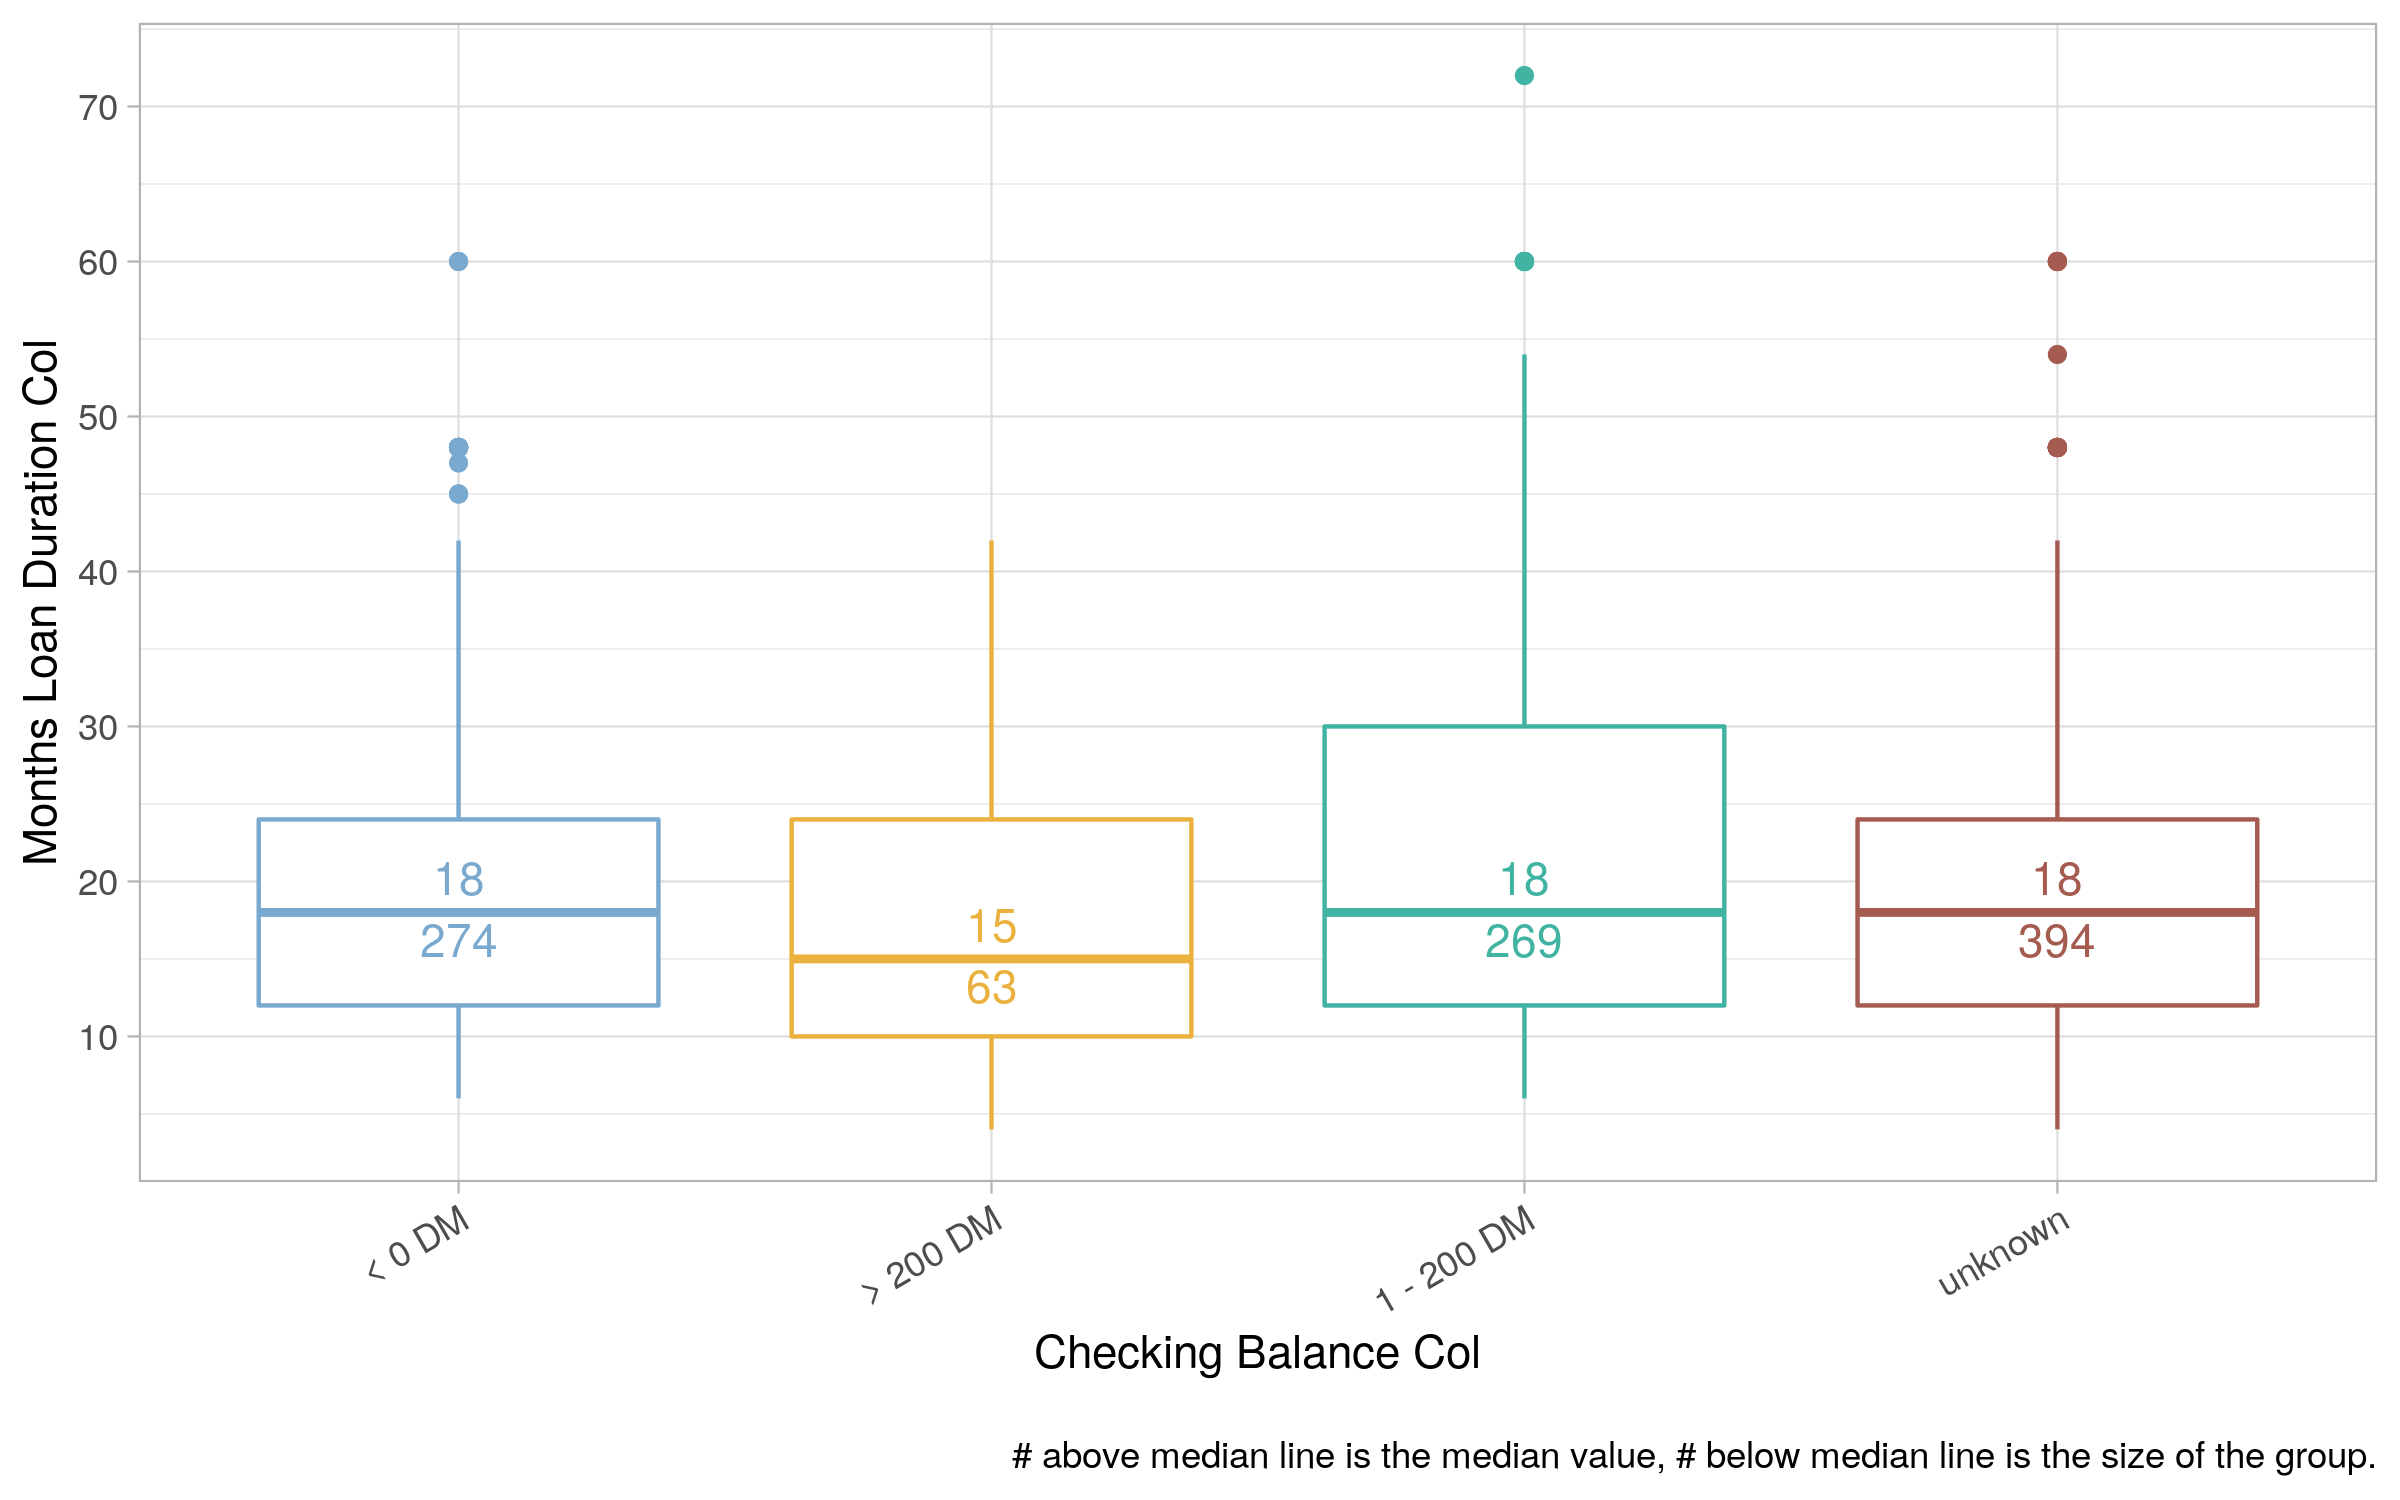 Months Loan Duration Col
70
60
50
40
30
20
10
18
274
15
63
18
269
18
394
< 0 DM
> 200 DM
1 - 200 DM
unknown
Checking Balance Col
# above median line is the median value, # below median line is the size of the group.